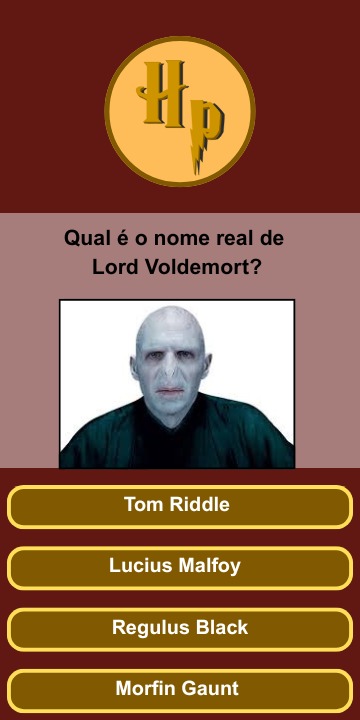 HP
Qual é o nome real de
Lord Voldemort?
Tom Riddle
Lucius Malfoy
Regulus Black
Morfin Gaunt